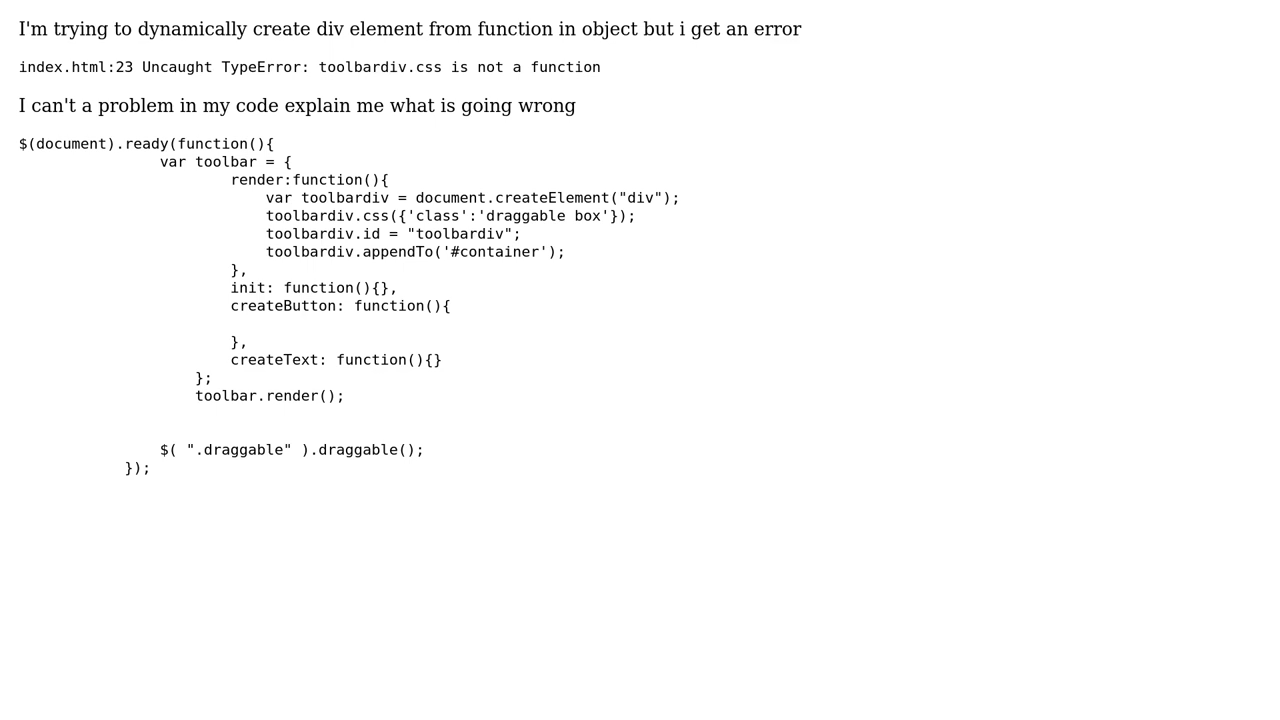 I'm trying to dynamically create div element from function in object but i get an error
index.html:23 Uncaught TypeError: toolbardiv.css is not a function
I can't a problem in my code explain me what is going wrong
$(document).ready(function(){
                var toolbar = {
                        render:function(){
                            var toolbardiv = document.createElement("div");
                            toolbardiv.css({'class':'draggable box'});
                            toolbardiv.id = "toolbardiv";
                            toolbardiv.appendTo('#container');
                        },
                        init: function(){},
                        createButton: function(){

                        },
                        createText: function(){}
                    };
                    toolbar.render();


                $( ".draggable" ).draggable();
            });